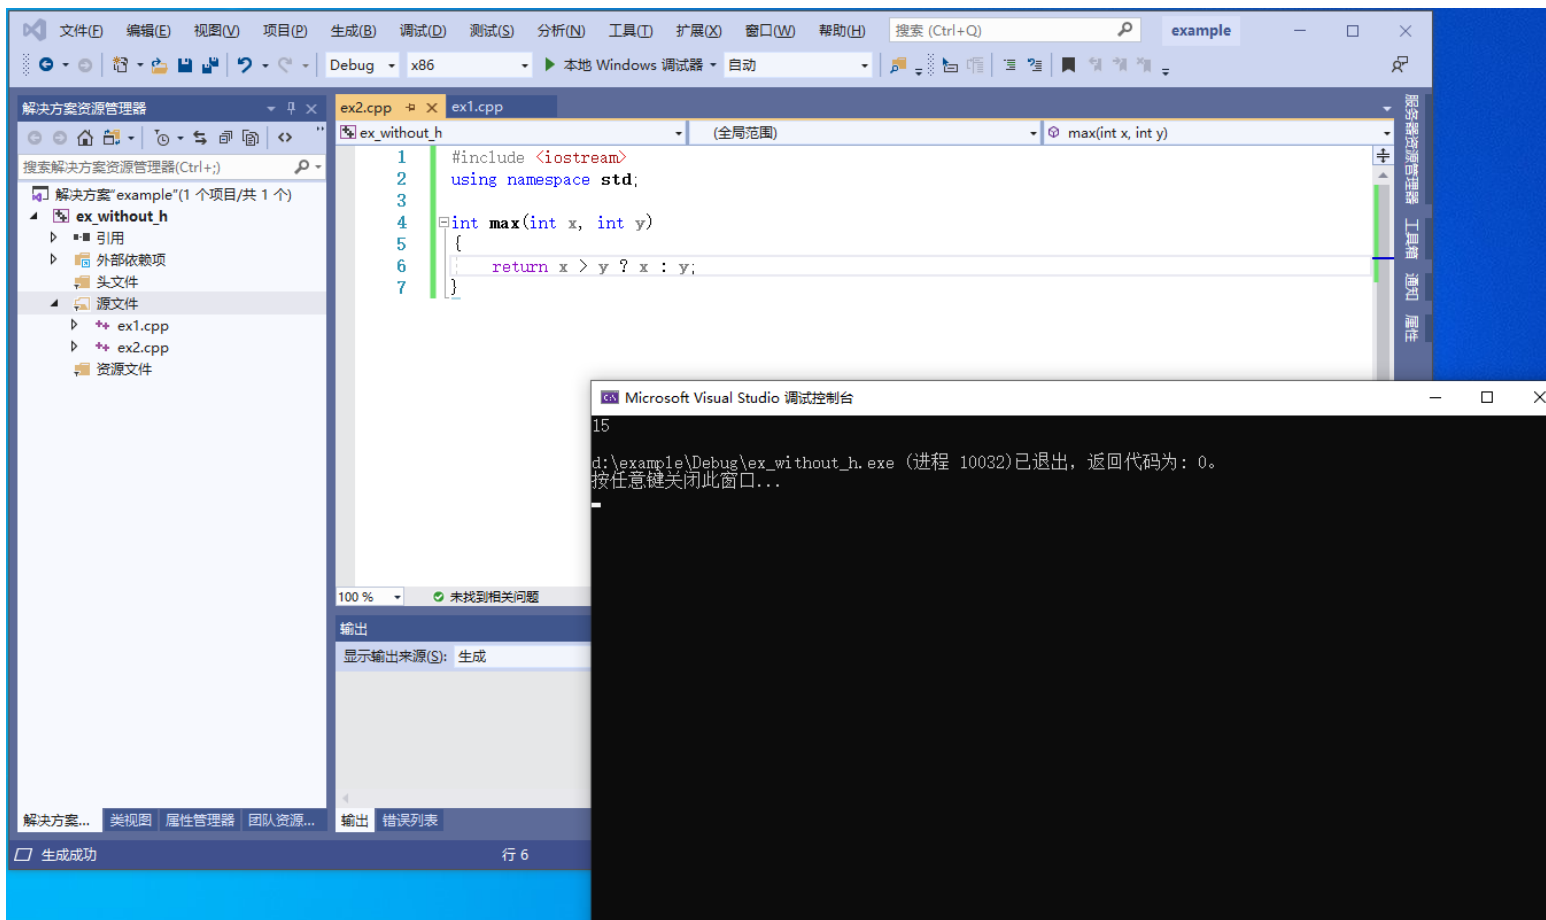 文件(F) 编辑(E) 视图(V) 项目(P) 生成(B) 调试(D) 测试(S) 分析(N) 工具(T) 扩展(X) 窗口(W) 帮助(H) 搜索 (Ctrl+Q) example
Debug x86 本地 Windows 调试器 自动
解决方案资源管理器
搜索解决方案资源管理器(Ctrl+;)
解决方案"example"(1 个项目/共 1 个)
ex_without_h
引用
外部依赖项
头文件
源文件
ex1.cpp
ex2.cpp
资源文件
解决方案... 类视图 属性管理器 团队资源...
ex2.cpp ex1.cpp
ex_without_h (全局范围) max(int x, int y)
1 #include <iostream>
2 using namespace std;
3
4 int max(int x, int y)
5 {
6 return x > y ? x : y;
7 }
100 % 未找到相关问题
输出
显示输出来源(S): 生成
输出 错误列表
服务器资源管理器
工具箱
通知
属性
Microsoft Visual Studio 调试控制台
15
d:\example\Debug\ex_without_h.exe (进程 10032)已退出，返回代码为: 0。
按任意键关闭此窗口...
生成成功 行 6